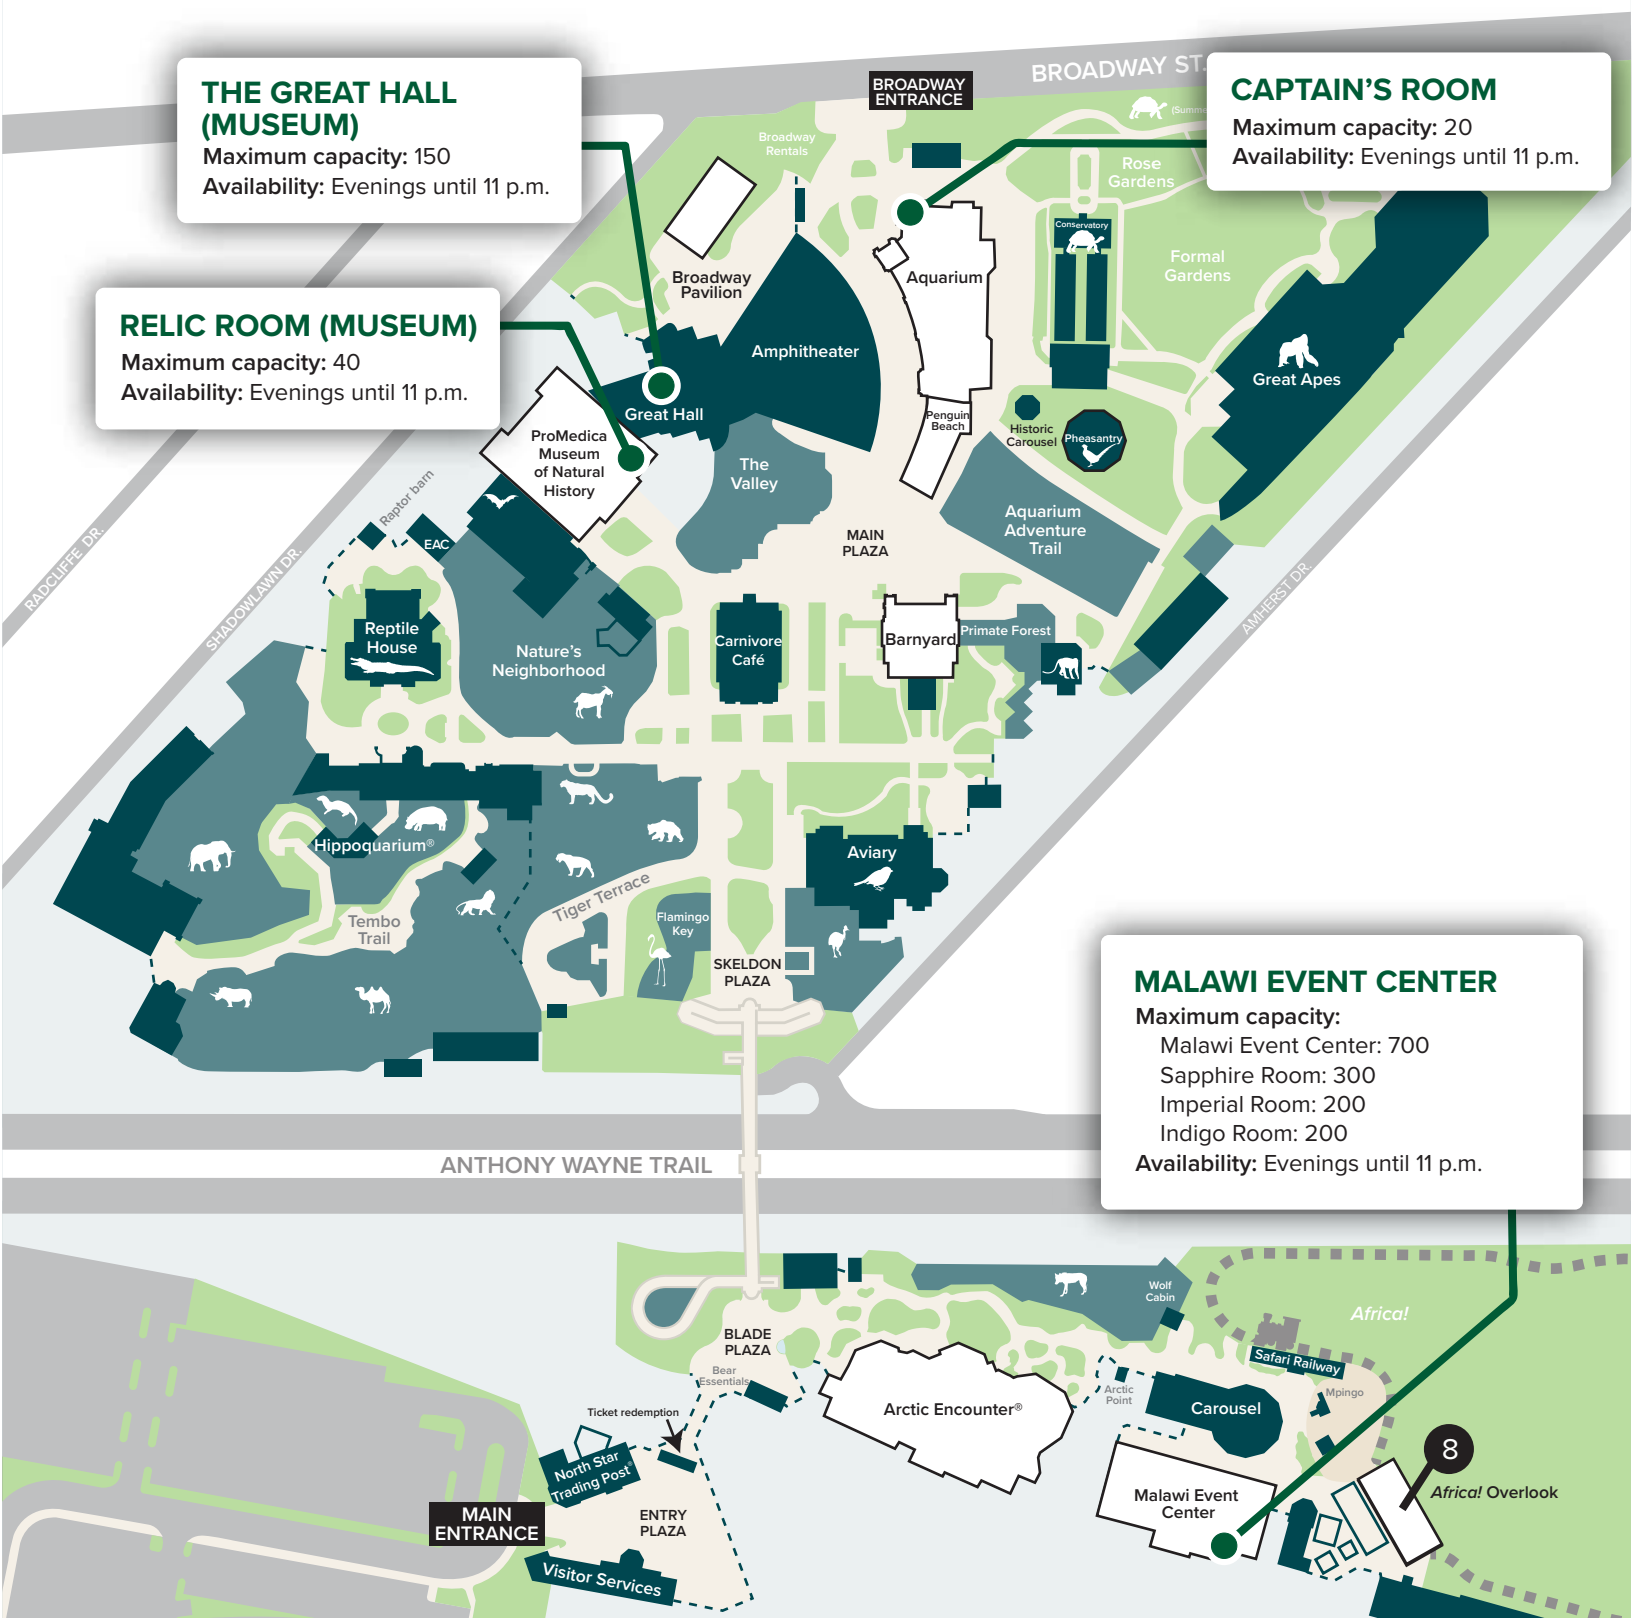 THE GREAT HALL
(MUSEUM)
Maximum capacity: 150
Availability: Evenings until 11 p.m.
BROADWAY
ENTRANCE
BROADWAY ST.
CAPTAIN'S ROOM
Maximum capacity: 20
Availability: Evenings until 11 p.m.
Broadway
Rentals
Rose
Gardens
Conservatory
Formal
Gardens
Broadway
Pavilion
Aquarium
RELIC ROOM (MUSEUM)
Maximum capacity: 40
Availability: Evenings until 11 p.m.
Amphitheater
Great Apes
Great Hall
Penguin
Beach
Historic
Carousel
Pheasantry
ProMedica
Museum
of Natural
History
The
Valley
Raptor barn
EAC
Aquarium
Adventure
Trail
MAIN
PLAZA
RADCLIFFE DR.
SHADOWLAWN DR.
AMHERST DR.
Reptile
House
Nature's
Neighborhood
Carnivore
Café
Barnyard
Primate Forest
Hippoquarium®
Aviary
Tiger Terrace
Tembo
Trail
Flamingo
Key
SKELDON
PLAZA
MALAWI EVENT CENTER
Maximum capacity:
Malawi Event Center: 700
Sapphire Room: 300
Imperial Room: 200
Indigo Room: 200
Availability: Evenings until 11 p.m.
ANTHONY WAYNE TRAIL
Wolf
Cabin
Africa!
BLADE
PLAZA
Safari Railway
Bear
Essentials
Arctic
Point
Mpingo
Ticket redemption
Arctic Encounter®
Carousel
8
North Star
Trading Post®
Africa! Overlook
Malawi Event
Center
MAIN
ENTRANCE
ENTRY
PLAZA
Visitor Services